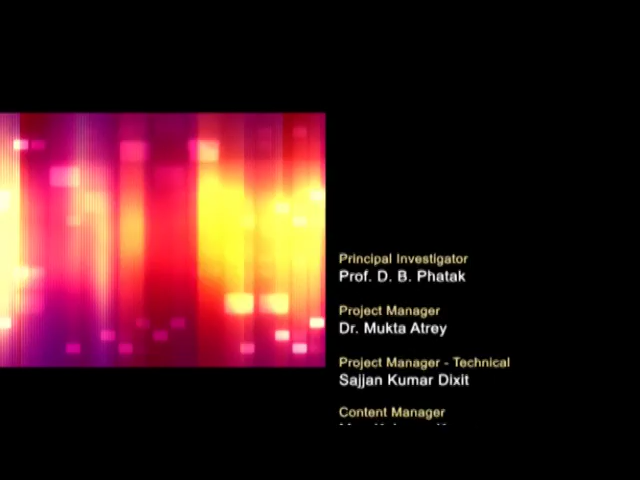 Principal Investigator
Prof. D. B. Phatak
Project Manager
Dr. Mukta Atrey
Project Manager - Technical
Sajjan Kumar Dixit
Content Manager